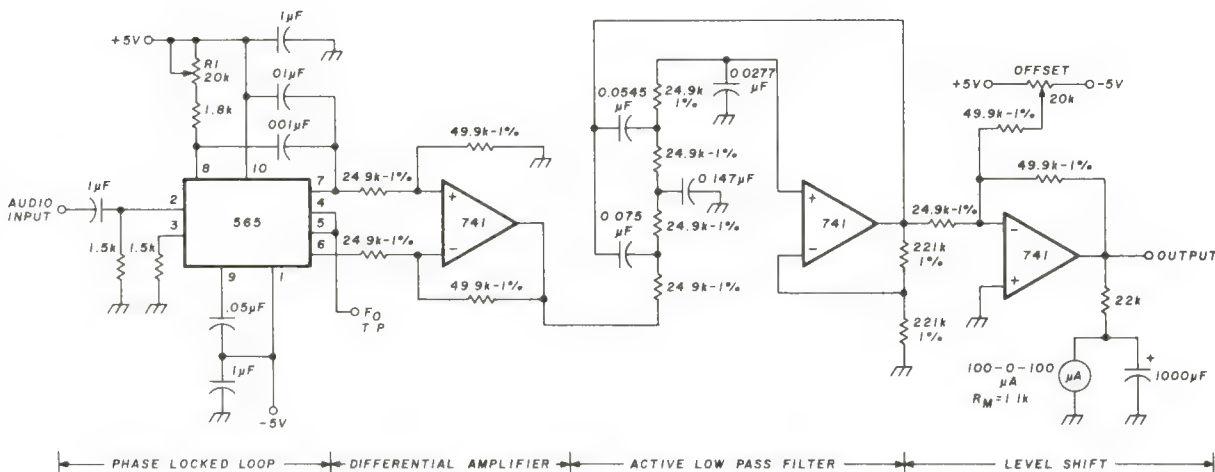 +5V
1µF
R1
20k
1.8k
.01µF
.001µF
8
10
7
4
5
6
2
3
9
1
565
1µF
AUDIO
INPUT
1.5k
1.5k
.05µF
1µF
-5V
FO
T P
24.9k-1%
49.9k-1%
+
741
-
24.9k-1%
49.9k-1%
0.0545
µF
24.9k
1%
0.0277
µF
24.9k-1%
0.147µF
0.075
µF
24.9k-1%
24.9k-1%
+
741
-
221k
1%
221k
1%
24.9k-1%
+5V
OFFSET
-5V
20k
49.9k-1%
49.9k-1%
-
741
+
OUTPUT
22k
100-0-100
µA
RM=1.1k
µA
+
1000µF
PHASE LOCKED LOOP
DIFFERENTIAL AMPLIFIER
ACTIVE LOW PASS FILTER
LEVEL SHIFT